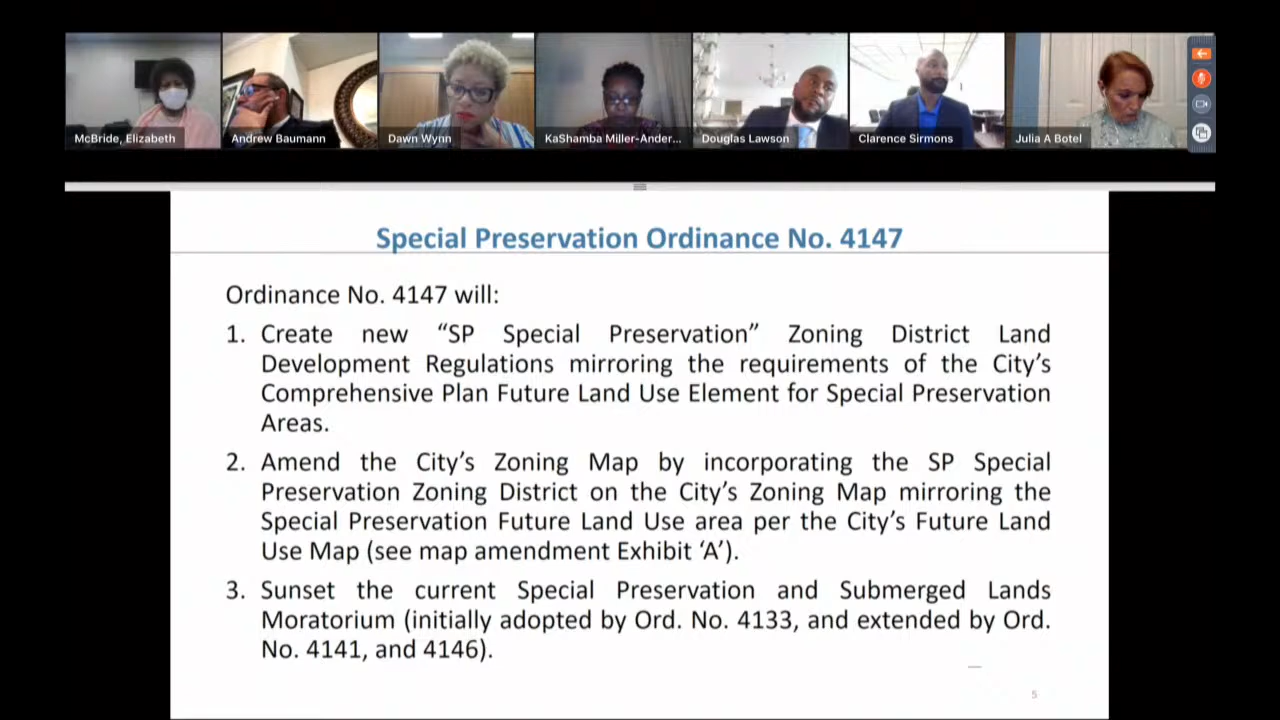 McBride, Elizabeth
Andrew Baumann
Dawn Wynn
KaShamba Miller-Ander...
Douglas Lawson
Clarence Sirmons
Julia A Botel
Special Preservation Ordinance No. 4147
Ordinance No. 4147 will:
1. Create new “SP Special Preservation” Zoning District Land
Development Regulations mirroring the requirements of the City’s
Comprehensive Plan Future Land Use Element for Special Preservation
Areas.
2. Amend the City’s Zoning Map by incorporating the SP Special
Preservation Zoning District on the City’s Zoning Map mirroring the
Special Preservation Future Land Use area per the City’s Future Land
Use Map (see map amendment Exhibit ‘A’).
3. Sunset the current Special Preservation and Submerged Lands
Moratorium (initially adopted by Ord. No. 4133, and extended by Ord.
No. 4141, and 4146).
5